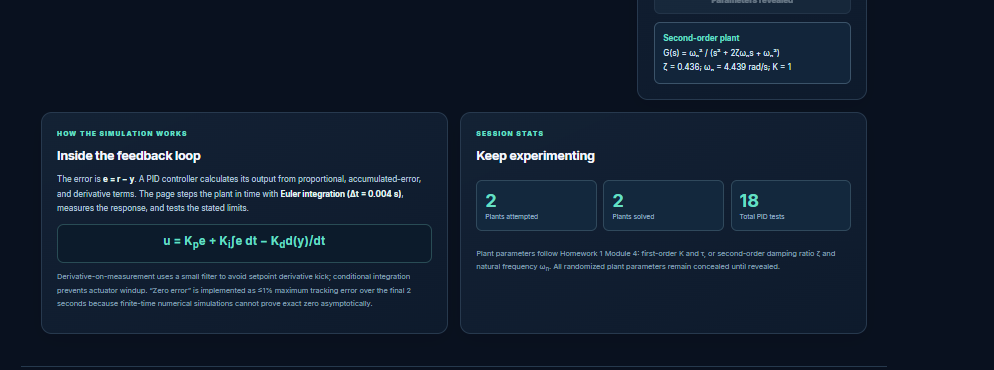 Parameters revealed
Second-order plant
G(s) = ωₙ² / (s² + 2ζωₙs + ωₙ²)
ζ = 0.436; ωₙ = 4.439 rad/s; K = 1
HOW THE SIMULATION WORKS
Inside the feedback loop
The error is e = r − y. A PID controller calculates its output from proportional, accumulated-error,
and derivative terms. The page steps the plant in time with Euler integration (Δt = 0.004 s),
measures the response, and tests the stated limits.
u = Kₚe + Kᵢ∫e dt − K_dd(y)/dt
Derivative-on-measurement uses a small filter to avoid setpoint derivative kick; conditional integration
prevents actuator windup. “Zero error” is implemented as ≤1% maximum tracking error over the final 2
seconds because finite-time numerical simulations cannot prove exact zero asymptotically.
SESSION STATS
Keep experimenting
2
Plants attempted
2
Plants solved
18
Total PID tests
Plant parameters follow Homework 1 Module 4: first-order K and τ, or second-order damping ratio ζ and
natural frequency ωₙ. All randomized plant parameters remain concealed until revealed.